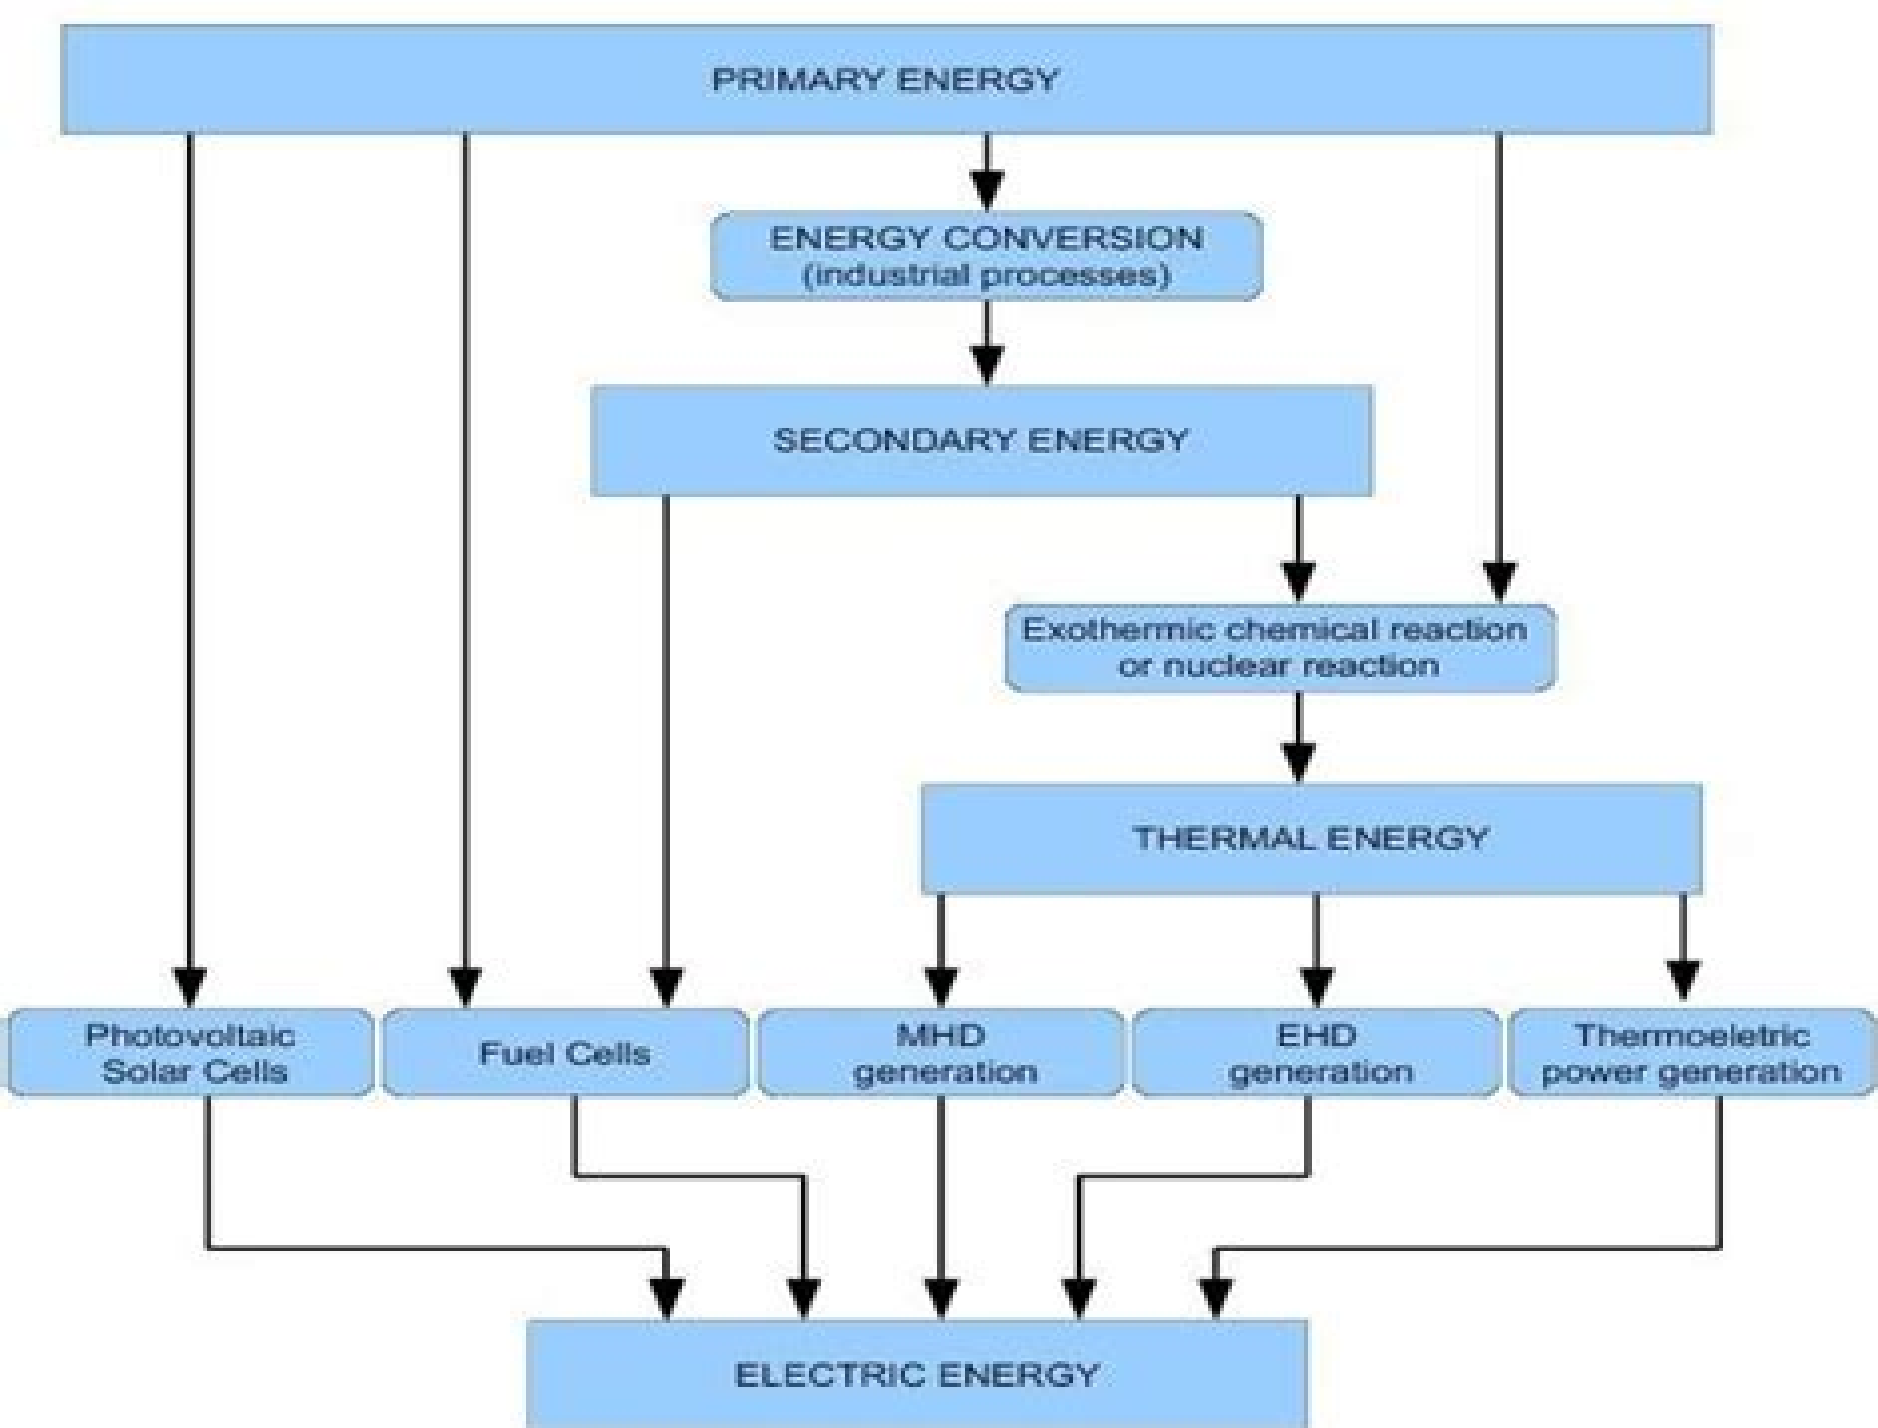 PRIMARY ENERGY
ENERGY CONVERSION
(industrial processes)
SECONDARY ENERGY
Exothermic chemical reaction
or nuclear reaction
THERMAL ENERGY
Photovoltaic
Solar Cells
Fuel Cells
MHD
generation
EHD
generation
Thermoeletric
power generation
ELECTRIC ENERGY